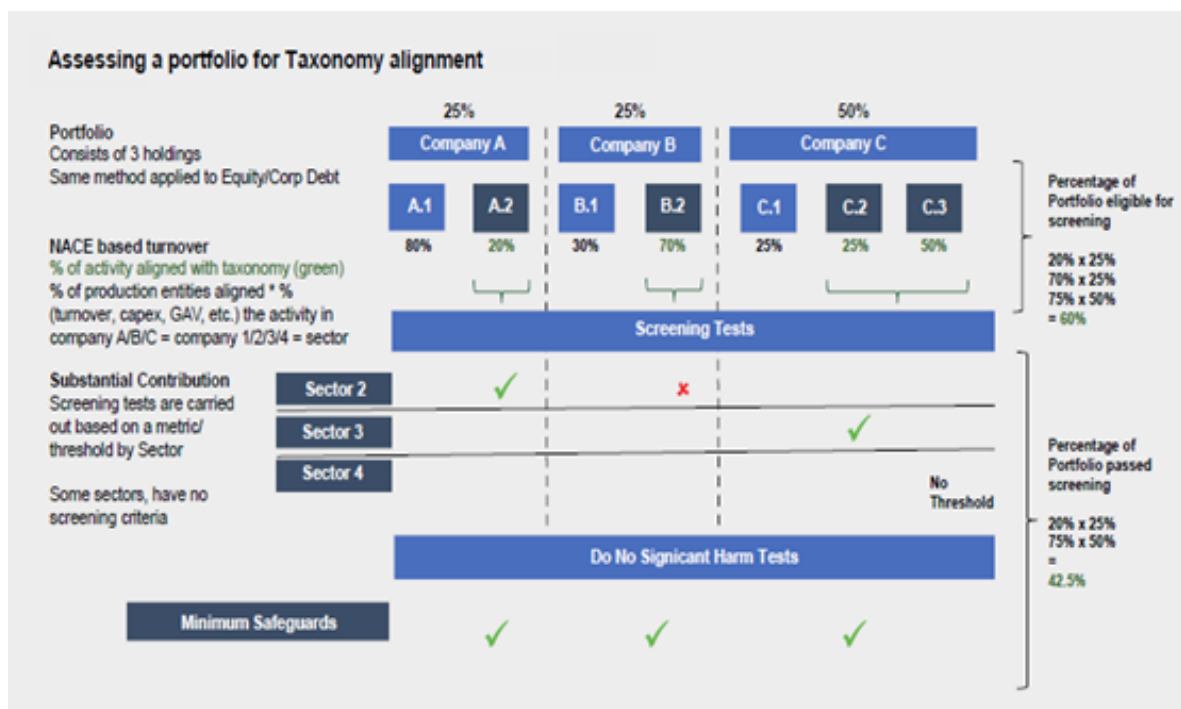 Assessing a portfolio for Taxonomy alignment
25% 25% 50%
Portfolio
Consists of 3 holdings
Same method applied to Equity/Corp Debt
Company A Company B Company C
A.1 A.2 B.1 B.2 C.1 C.2 C.3
80% 20% 30% 70% 25% 25% 50%
NACE based turnover
% of activity aligned with taxonomy (green)
% of production entities aligned * %
(turnover, capex, GAV, etc.) the activity in
company A/B/C = company 1/2/3/4 = sector
Percentage of
Portfolio eligible for
screening
20% x 25%
70% x 25%
75% x 50%
= 60%
Screening Tests
Substantial Contribution
Screening tests are carried
out based on a metric/
threshold by Sector
Some sectors, have no
screening criteria
Sector 2
Sector 3
Sector 4
No
Threshold
Percentage of
Portfolio passed
screening
20% x 25%
75% x 50%
=
42.5%
Do No Signicant Harm Tests
Minimum Safeguards